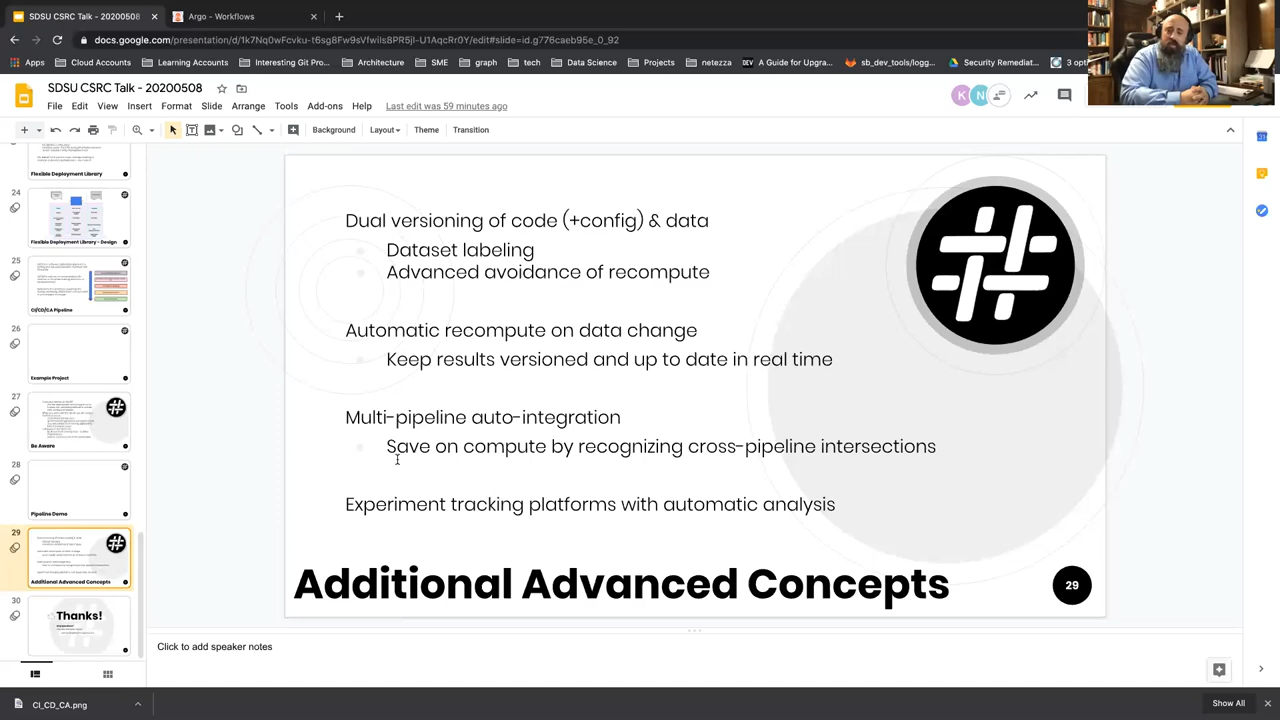 SDSU CSRC Talk - 20200508
Argo - Workflows
docs.google.com/presentation/d/1k7Nq0wFcvku-t6sg8Fw9sVfwils8PR5jl-U1AqcRr0Y/edit#slide=id.g776caeb95e_0_92
Apps
Cloud Accounts
Learning Accounts
Interesting Git Pro...
Architecture
SME
graph
tech
Data Science
Projects
netezza
DEV A Guide for Upgra...
sb_dev_tools/logg...
Security Remediat...
3 opti
SDSU CSRC Talk - 20200508
File Edit View Insert Format Slide Arrange Tools Add-ons Help Last edit was 59 minutes ago
K N
Background Layout Theme Transition
Flexible Deployment Library
24
Flexible Deployment Library - Design
25
CI/CD/CA Pipeline
26
Example Project
27
Be Aware
28
Pipeline Demo
29
Additional Advanced Concepts
30
Thanks!
Dual versioning - code (+config) & data
Dataset lineing
Advanced avoidance of recompute
Automatic recompute on data change
Keep results versioned and up to date in real time
Multi-pipeline auto-integration
Save on compute by recognizing cross-pipeline intersections
Experiment tracking platforms with automatic analysis
Additional Advanced Concepts
29
Click to add speaker notes
CI_CD_CA.png
Show All